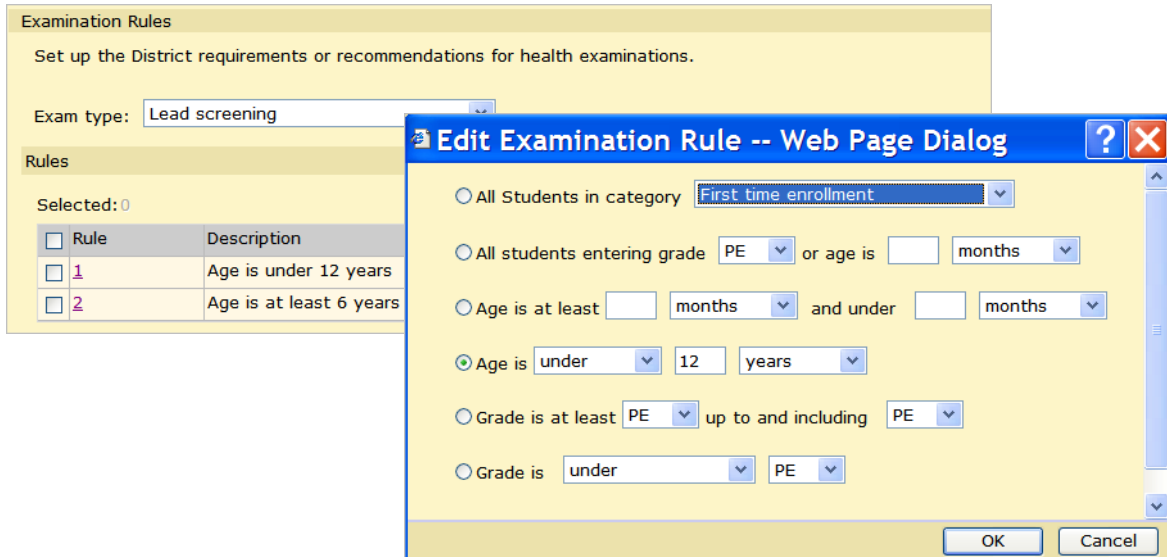 Examination Rules
Set up the District requirements or recommendations for health examinations.
Exam type: Lead screening
Rules
Selected: 0
Rule Description
1 Age is under 12 years
2 Age is at least 6 years
Edit Examination Rule -- Web Page Dialog ?
All Students in category First time enrollment
All students entering grade PE or age is months
Age is at least months and under months
Age is under 12 years
Grade is at least PE up to and including PE
Grade is under PE
OK Cancel